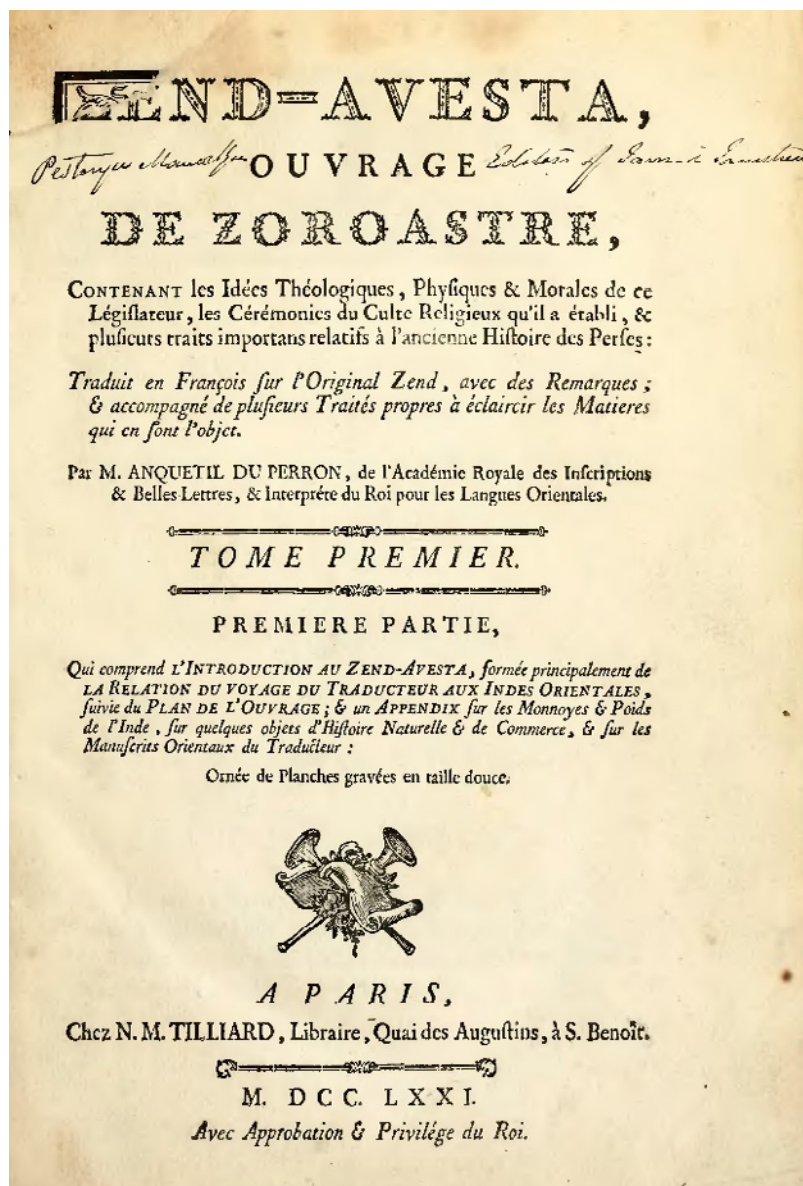 ZEND=AVESTA,
OUVRAGE Editor of Jam-i
DE ZOROASTRE,
CONTENANT les Idées Théologiques, Phyſiques & Morales de ce
Légiſlateur, les Cérémonies du Culte Religieux qu'il a établi, &
pluſieurs traits importans relatifs à l'ancienne Hiſtoire des Perſes:
Traduit en François ſur l'Original Zend, avec des Remarques;
& accompagné de pluſieurs Traités propres à éclaircir les Matieres
qui en ſont l'objet.
Par M. ANQUETIL DU PERRON, de l'Académie Royale des Inſcriptions
& Belles-Lettres, & Interpréte du Roi pour les Langues Orientales.
TOME PREMIER.
PREMIERE PARTIE,
Qui comprend L'INTRODUCTION AU ZEND-AVESTA, formée principalement de
LA RELATION DU VOYAGE DU TRADUCTEUR AUX INDES ORIENTALES,
ſuivie du PLAN DE L'OUVRAGE; & un APPENDIX ſur les Monnoyes & Poids
de l'Inde, ſur quelques objets d'Hiſtoire Naturelle & de Commerce, & ſur les
Manuſcrits Orientaux du Traducteur:
Ornée de Planches gravées en taille douce.
A PARIS,
Chez N. M. TILLIARD, Libraire, Quai des Auguſtins, à S. Benoît.
M. DCC. LXXI.
Avec Approbation & Privilége du Roi.